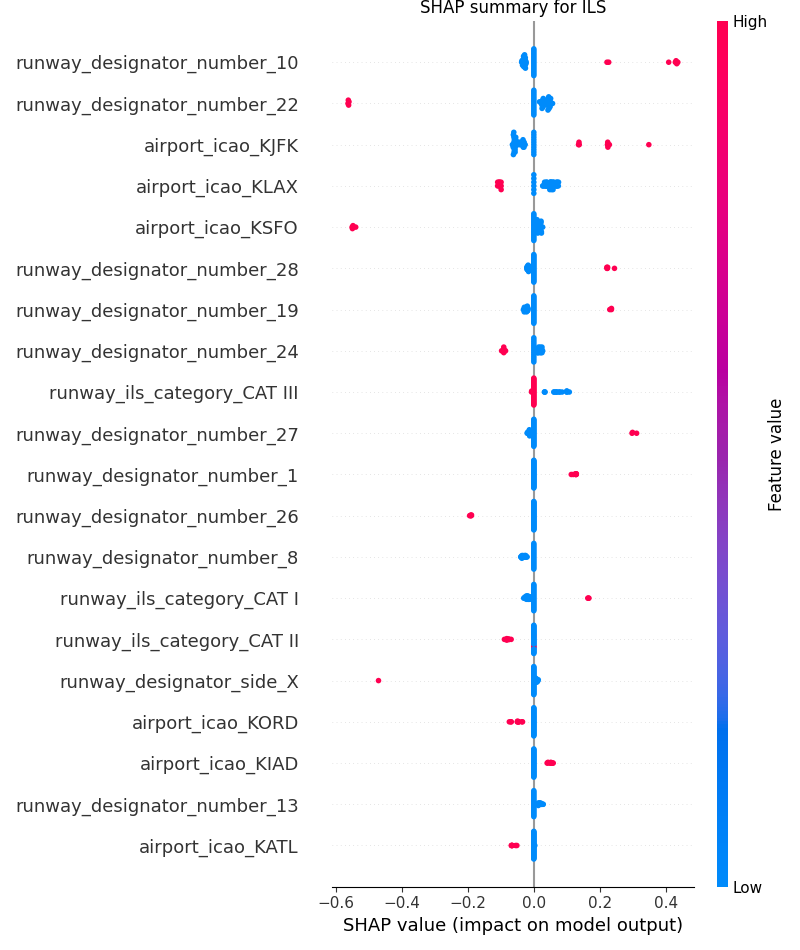 SHAP summary for ILS
High
runway_designator_number_10
runway_designator_number_22
airport_icao_KJFK
airport_icao_KLAX
airport_icao_KSFO
runway_designator_number_28
runway_designator_number_19
runway_designator_number_24
runway_ils_category_CAT III
runway_designator_number_27
runway_designator_number_1
runway_designator_number_26
runway_designator_number_8
runway_ils_category_CAT I
runway_ils_category_CAT II
runway_designator_side_X
airport_icao_KORD
airport_icao_KIAD
runway_designator_number_13
airport_icao_KATL
Feature value
Low
−0.6 −0.4 −0.2 0.0 0.2 0.4
SHAP value (impact on model output)